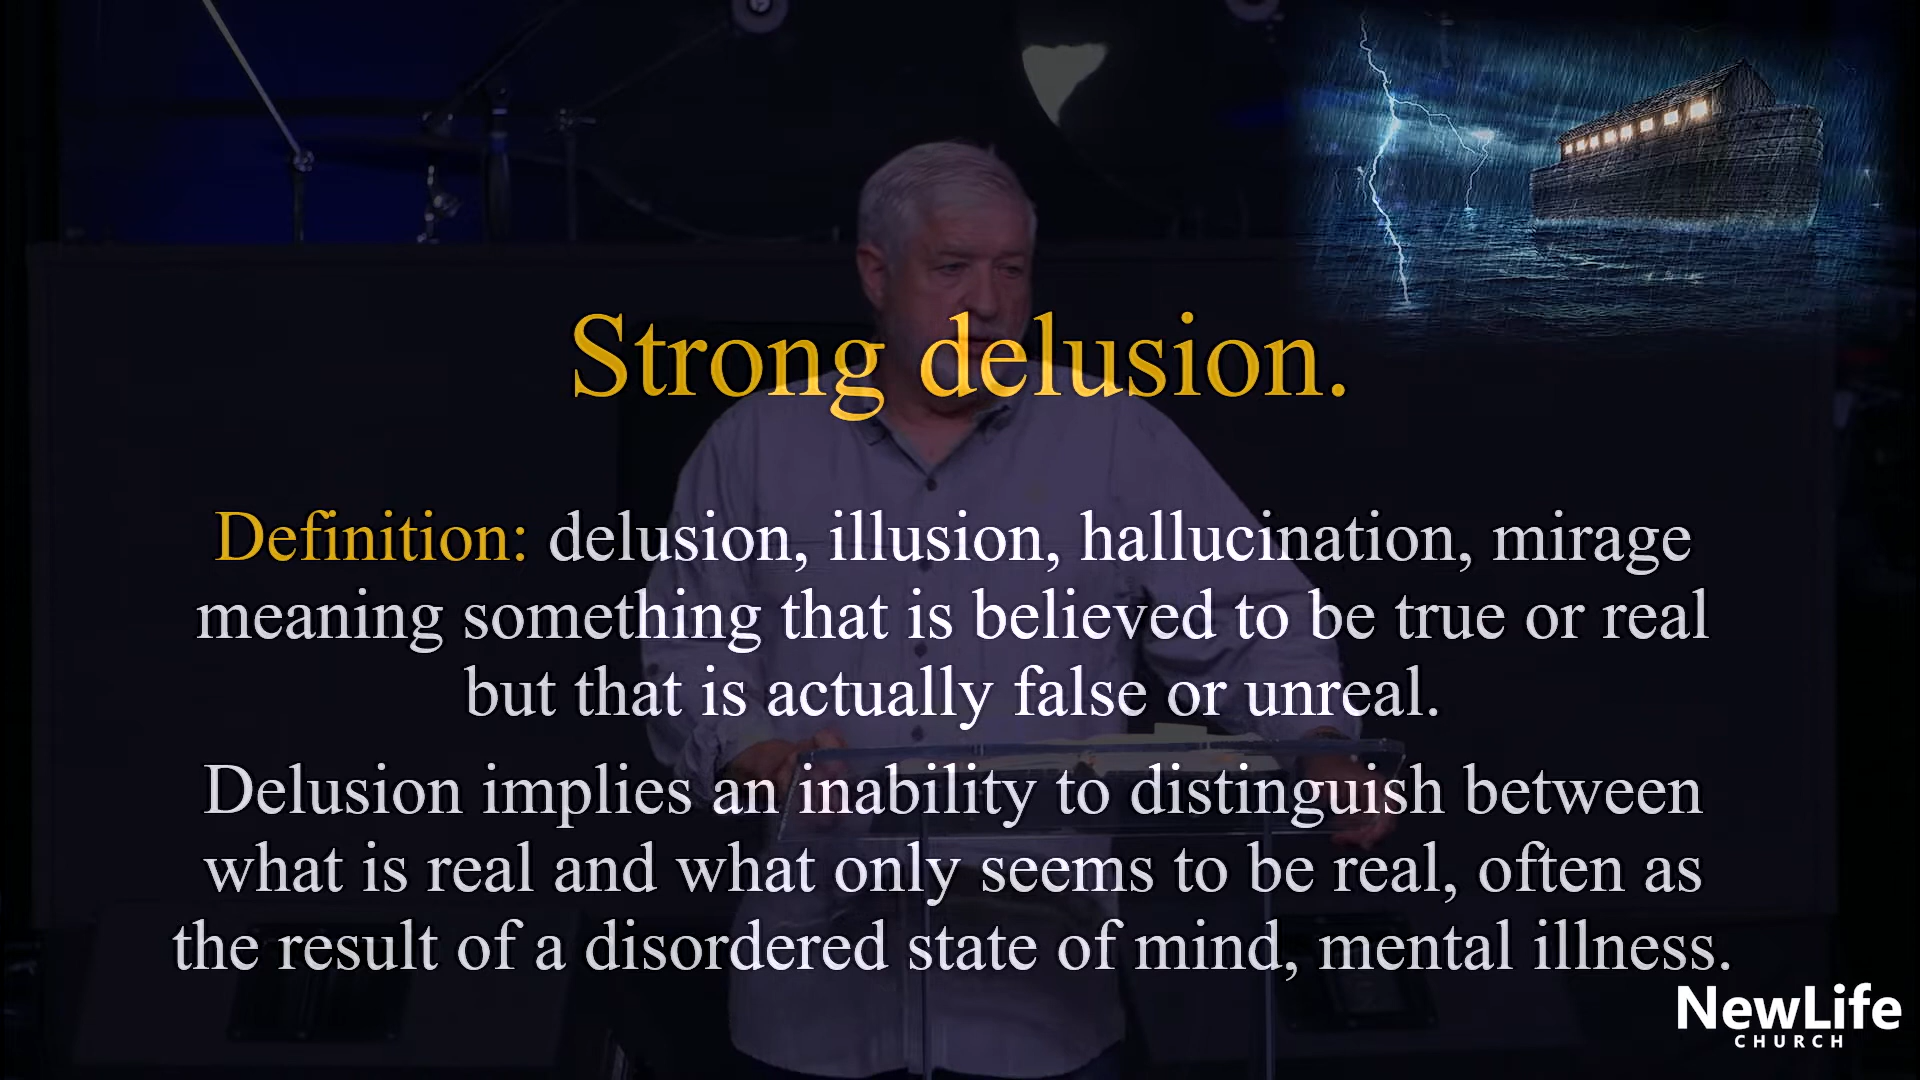 Strong delusion.
Definition: delusion, illusion, hallucination, mirage
meaning something that is believed to be true or real
but that is actually false or unreal.
Delusion implies an inability to distinguish between
what is real and what only seems to be real, often as
the result of a disordered state of mind, mental illness.
NewLife
CHURCH